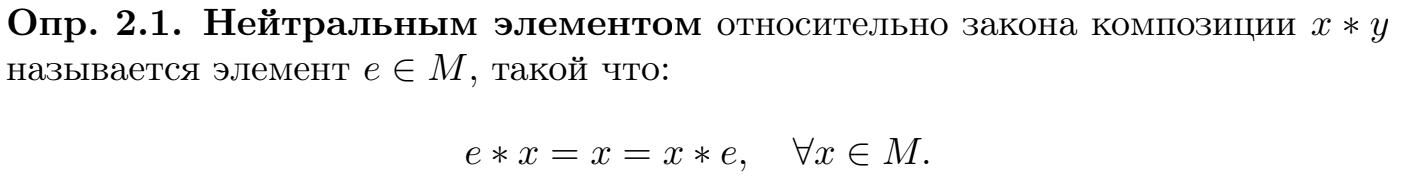 Опр. 2.1. Нейтральным элементом относительно закона композиции x ∗ y
называется элемент e ∈ M, такой что:
e ∗ x = x = x ∗ e, ∀x ∈ M.